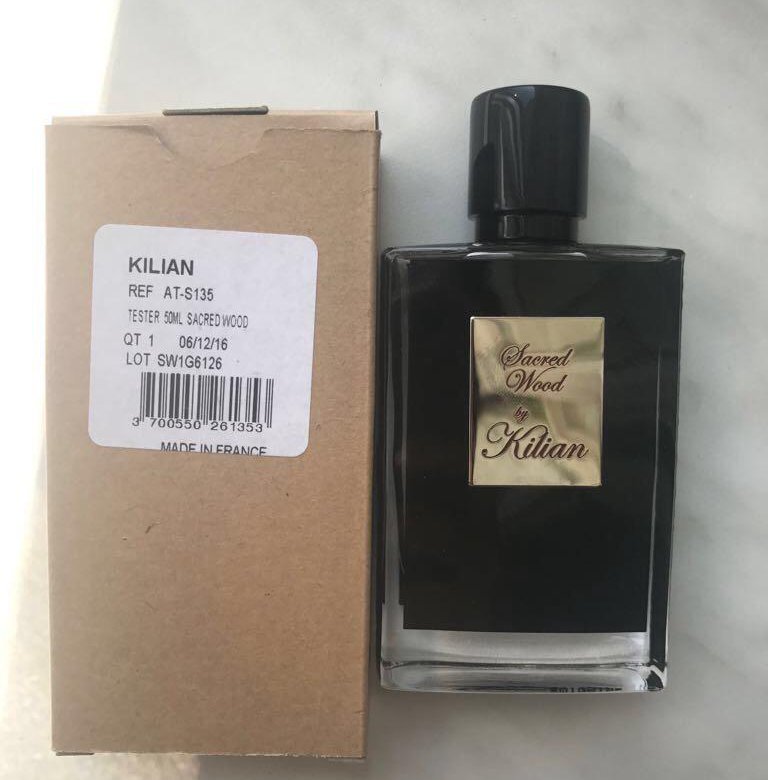 KILIAN
REF AT-S135
TESTER 50ML SACRED WOOD
QT 1 06/12/16
LOT SW1G6126
3 700550 261353
MADE IN FRANCE
Sacred
Wood
by
Kilian